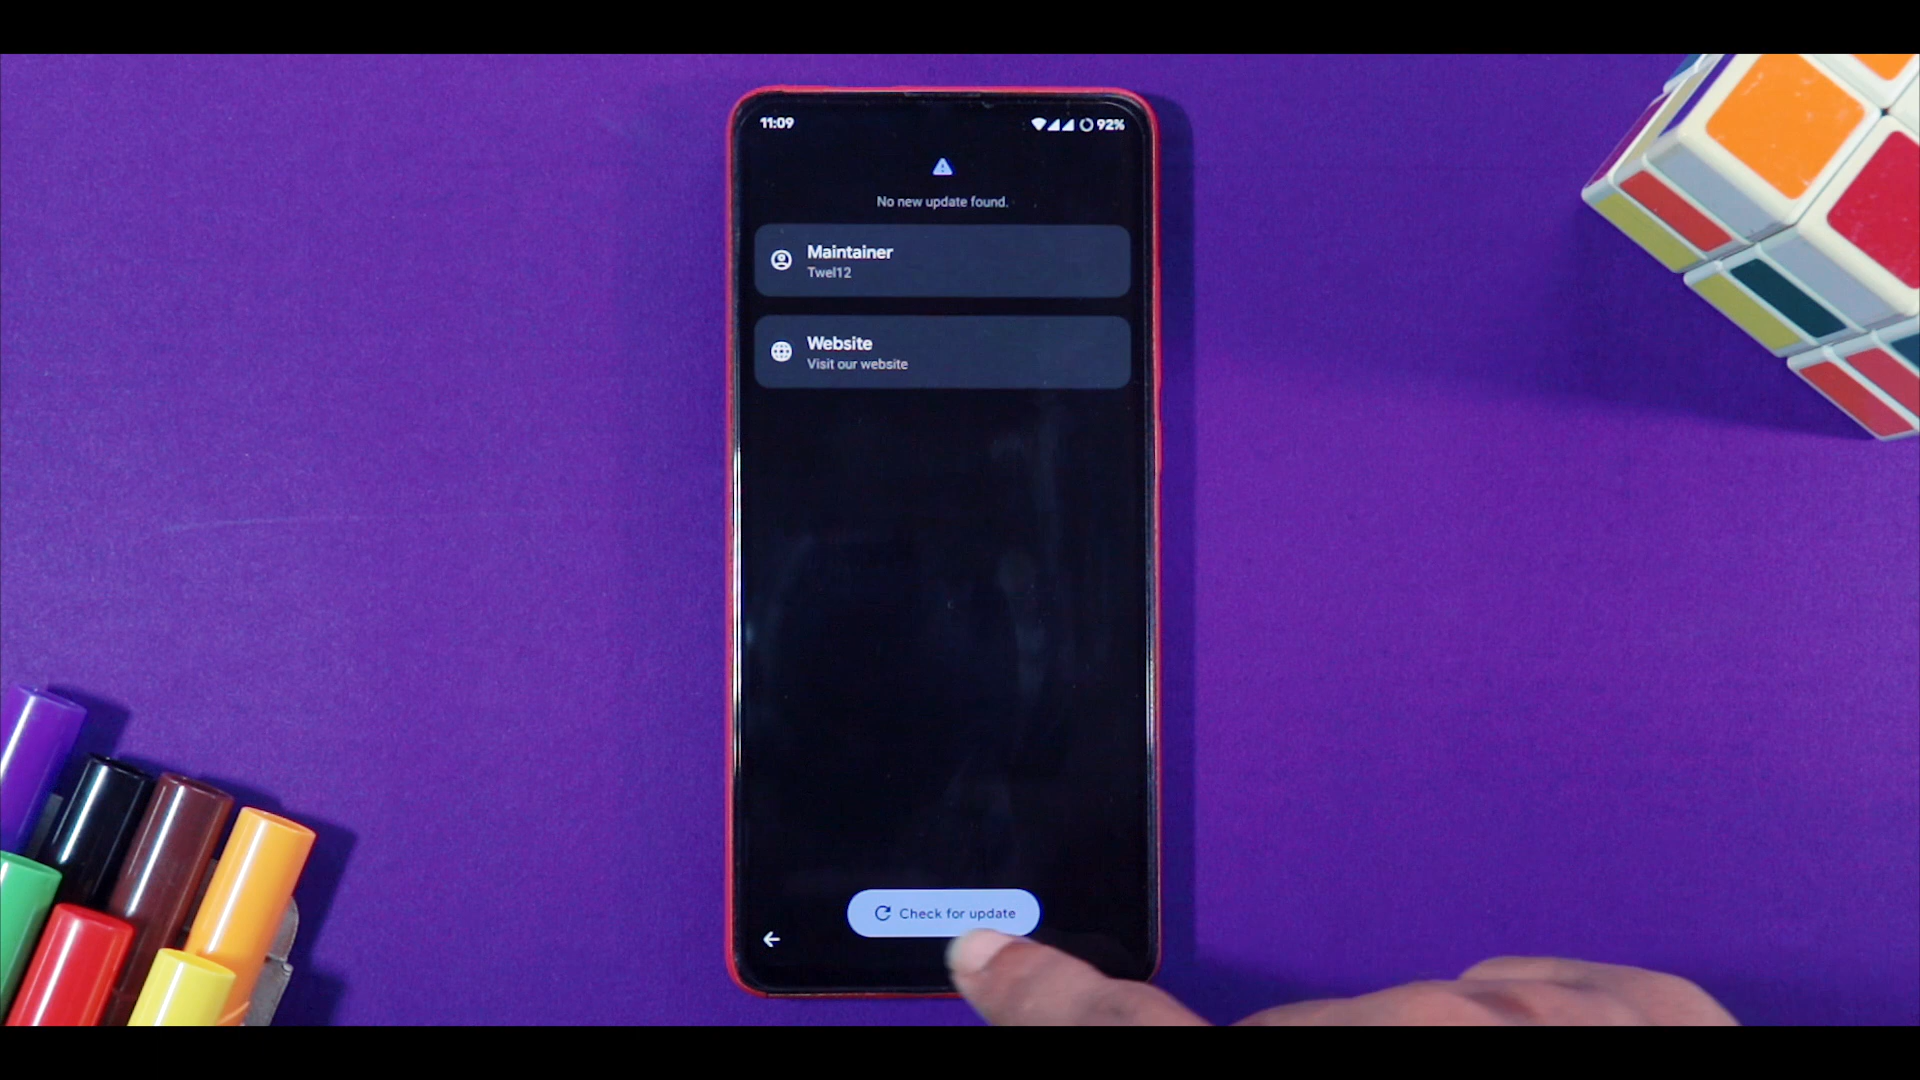 11:09
92%
No new update found.
Maintainer
Twel12
Website
Visit our website
Check for update